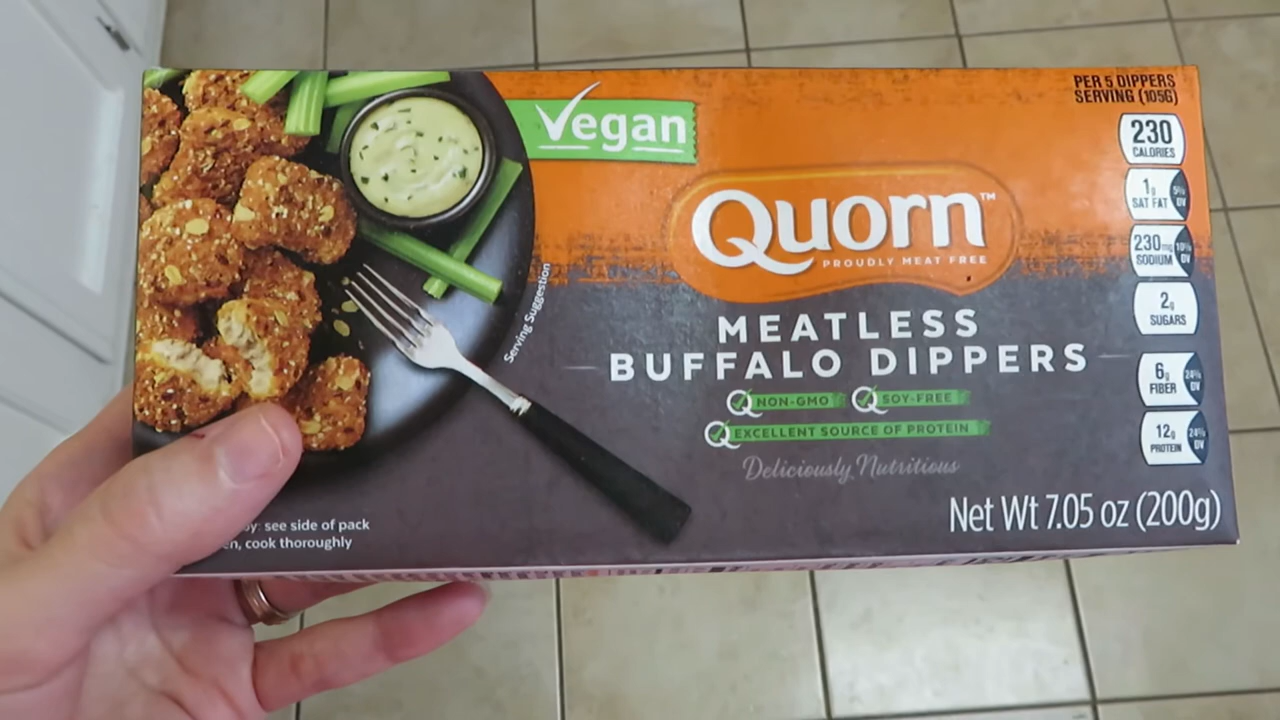 Vegan
Quorn™
PROUDLY MEAT FREE
MEATLESS
BUFFALO DIPPERS
NON-GMO
SOY-FREE
EXCELLENT SOURCE OF PROTEIN
Deliciously Nutritious
Net Wt 7.05 oz (200g)
Serving Suggestion
see side of pack
cook thoroughly
PER 5 DIPPERS
SERVING (105G)
230
CALORIES
1g
SAT FAT
5% DV
230mg
SODIUM
10% DV
2g
SUGARS
6g
FIBER
24% DV
12g
PROTEIN
24% DV